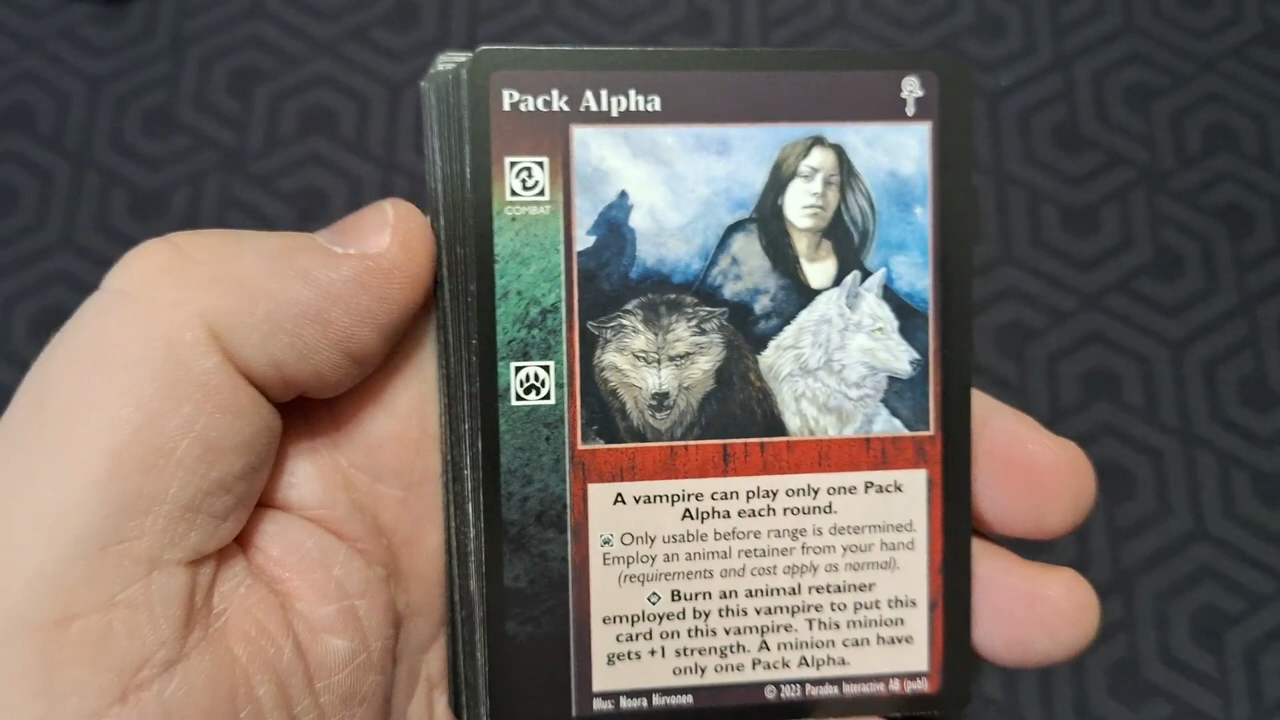 Pack Alpha
COMBAT
A vampire can play only one Pack
Alpha each round.
Only usable before range is determined.
Employ an animal retainer from your hand
(requirements and cost apply as normal).
Burn an animal retainer
employed by this vampire to put this
card on this vampire. This minion
gets +1 strength. A minion can have
only one Pack Alpha.
Illus: Noora Hirvonen
© 2023 Paradox Interactive AB (publ)